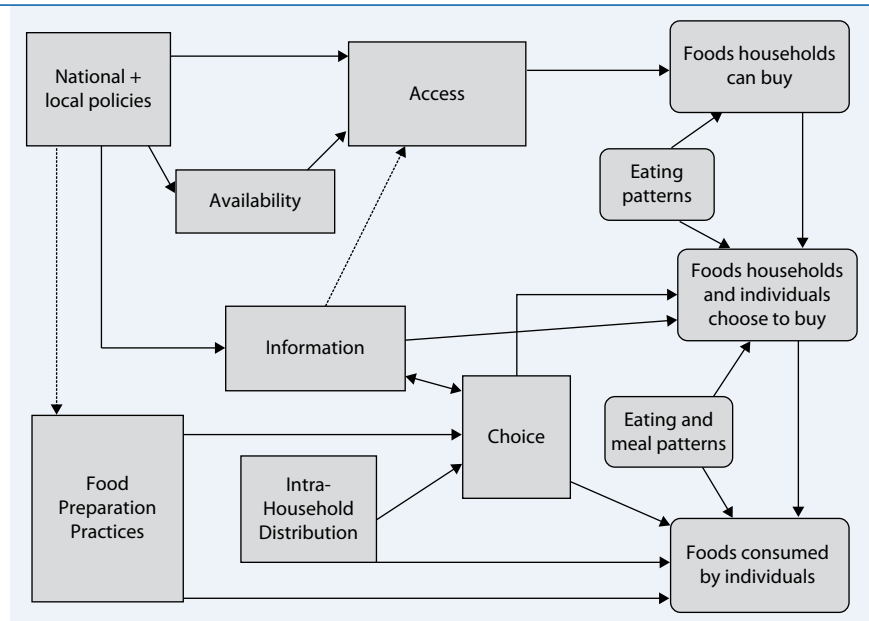 National +
local policies
Access
Foods households
can buy
Availability
Eating
patterns
Information
Foods households
and individuals
choose to buy
Choice
Eating and
meal patterns
Food
Preparation
Practices
Intra-
Household
Distribution
Foods consumed
by individuals